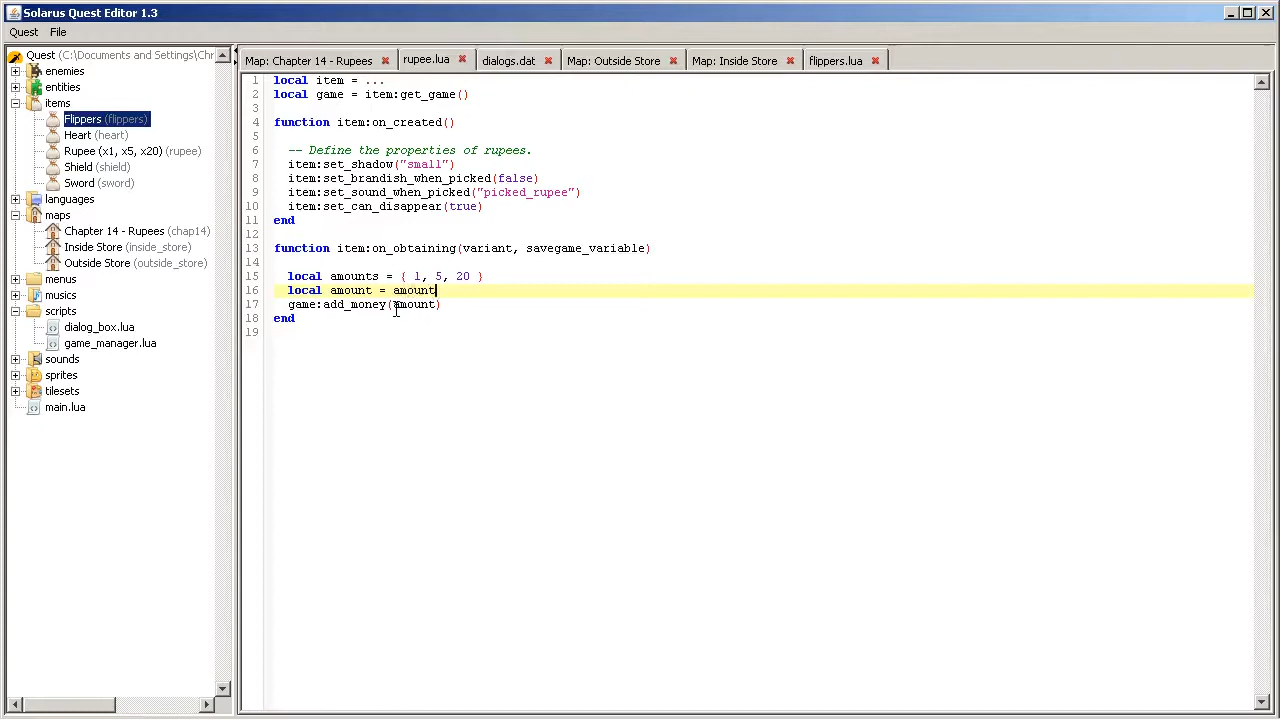 Solarus Quest Editor 1.3
Quest File
Quest (C:\Documents and Settings\Chr
enemies
entities
items
Flippers (flippers)
Heart (heart)
Rupee (x1, x5, x20) (rupee)
Shield (shield)
Sword (sword)
languages
maps
Chapter 14 - Rupees (chap14)
Inside Store (inside_store)
Outside Store (outside_store)
menus
musics
scripts
dialog_box.lua
game_manager.lua
sounds
sprites
tilesets
main.lua
Map: Chapter 14 - Rupees rupee.lua dialogs.dat Map: Outside Store Map: Inside Store flippers.lua
1 local item = ...
2 local game = item:get_game()
3
4 function item:on_created()
5
6 -- Define the properties of rupees.
7 item:set_shadow("small")
8 item:set_brandish_when_picked(false)
9 item:set_sound_when_picked("picked_rupee")
10 item:set_can_disappear(true)
11 end
12
13 function item:on_obtaining(variant, savegame_variable)
14
15 local amounts = { 1, 5, 20 }
16 local amount = amount
17 game:add_money(amount)
18 end
19